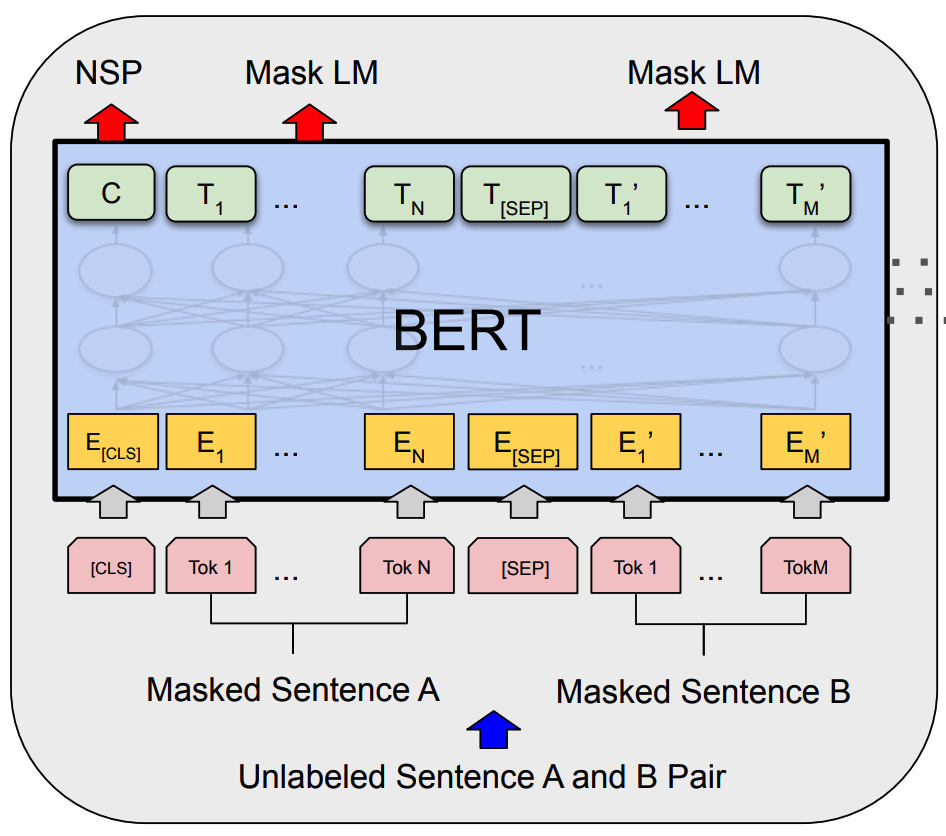 NSP Mask LM Mask LM
C T1 ... TN T[SEP] T1’ ... TM’
...
BERT
...
E[CLS] E1 ... EN E[SEP] E1’ ... EM’
[CLS] Tok 1 ... Tok N [SEP] Tok 1 ... TokM
Masked Sentence A Masked Sentence B
Unlabeled Sentence A and B Pair